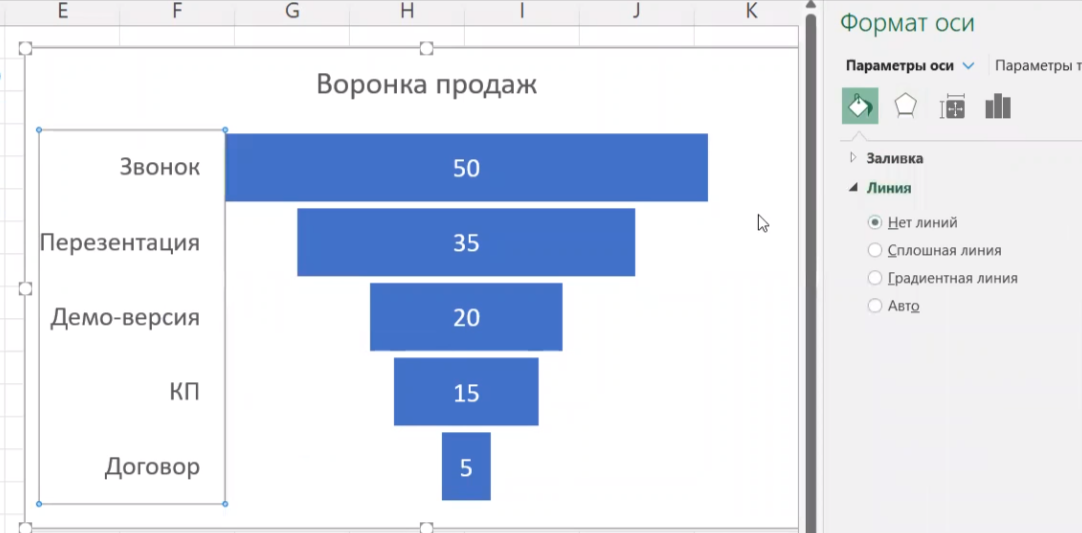 E F G H I J K
Воронка продаж
Звонок 50
Перезентация 35
Демо-версия 20
КП 15
Договор 5
Формат оси
Параметры оси Параметры т
Заливка
Линия
Нет линий
Сплошная линия
Градиентная линия
Авто